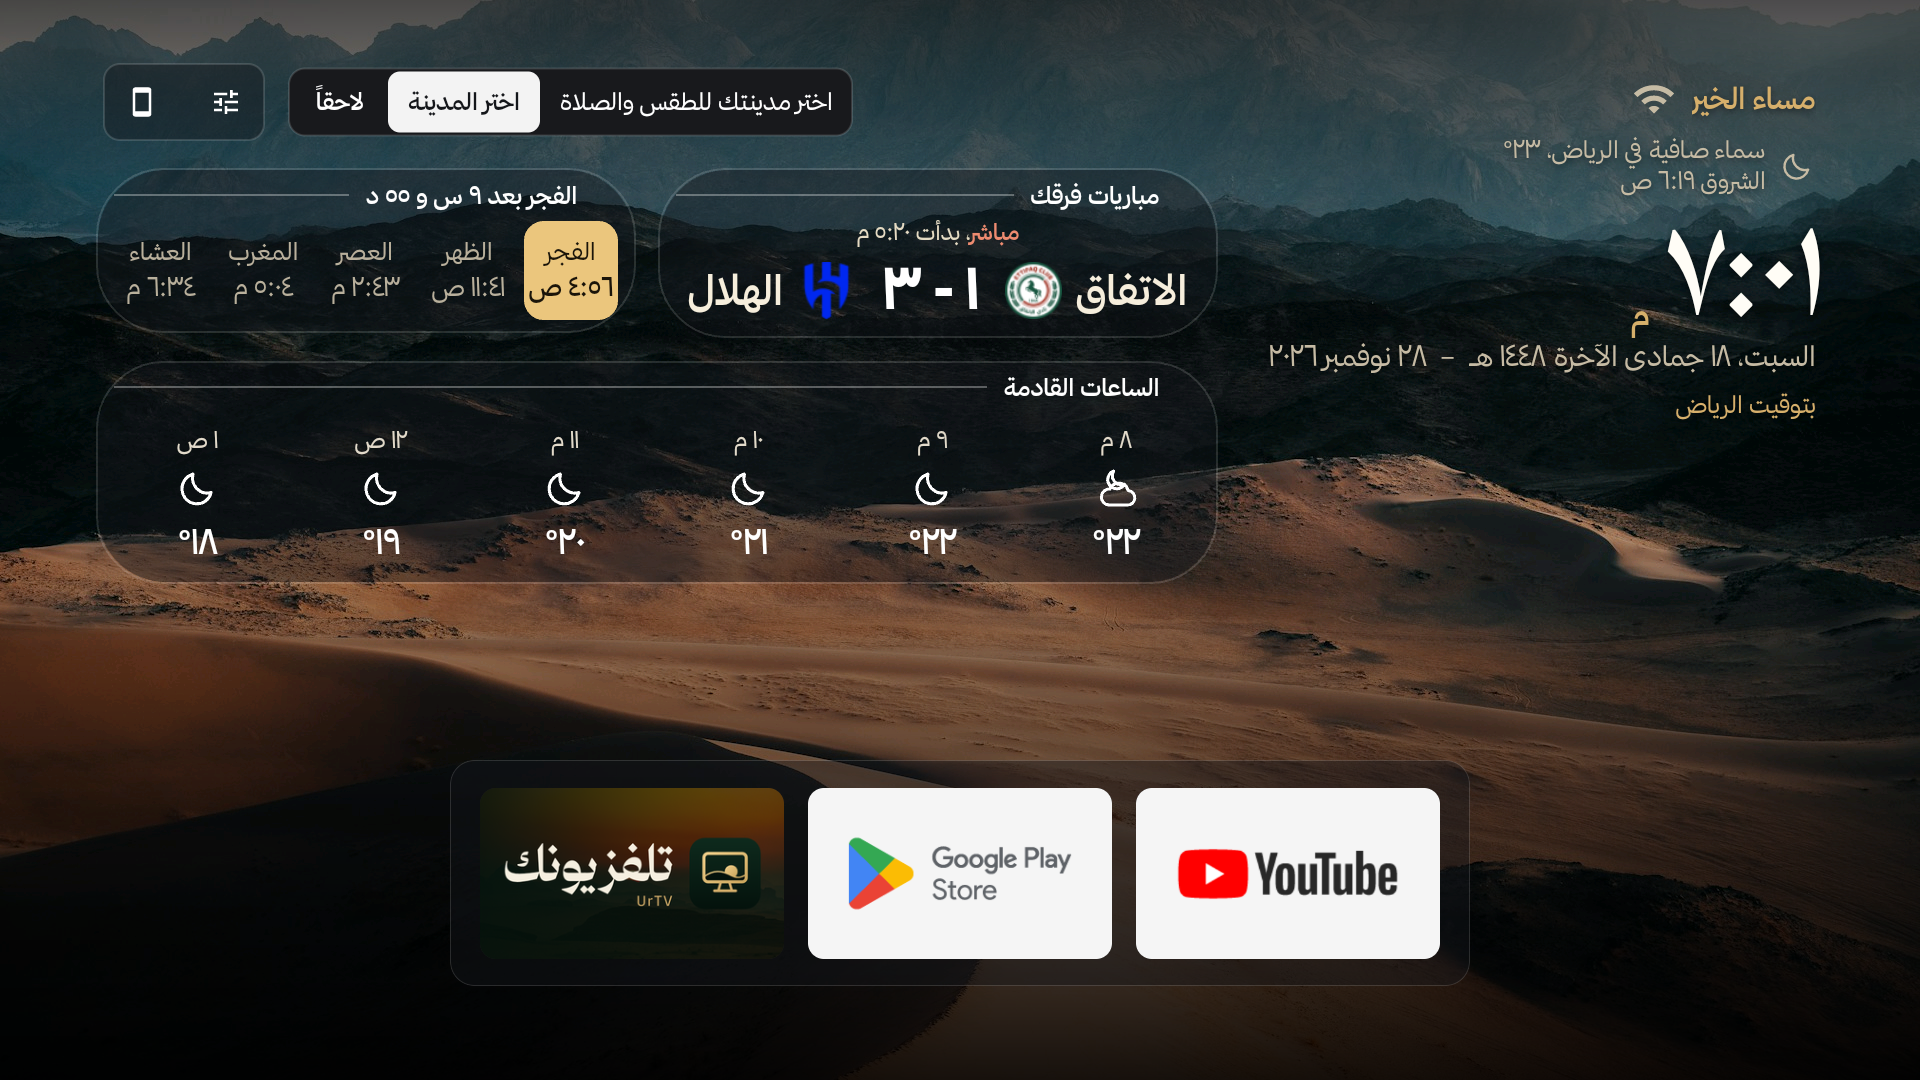 مساء الخير
سماء صافية في الرياض، ٢٣°
الشروق ٦:١٩ ص
٧:٠١ م
السبت، ١٨ جمادى الآخرة ١٤٤٨ هـ – ٢٨ نوفمبر ٢٠٢٦
بتوقيت الرياض
اختر مدينتك للطقس والصلاة
اختر المدينة
لاحقاً
مباريات فرقك
مباشر، بدأت ٥:٢٠ م
الاتفاق ١ - ٣ الهلال
الفجر بعد ٩ س و ٥٥ د
الفجر الظهر العصر المغرب العشاء
٤:٥٦ ص ١١:٤١ ص ٢:٤٣ م ٥:٠٤ م ٦:٣٤ م
الساعات القادمة
٨ م ٩ م ١٠ م ١١ م ١٢ ص ١ ص
٢٢° ٢٢° ٢١° ٢٠° ١٩° ١٨°
YouTube
Google Play
Store
تلفزيونك
UrTV